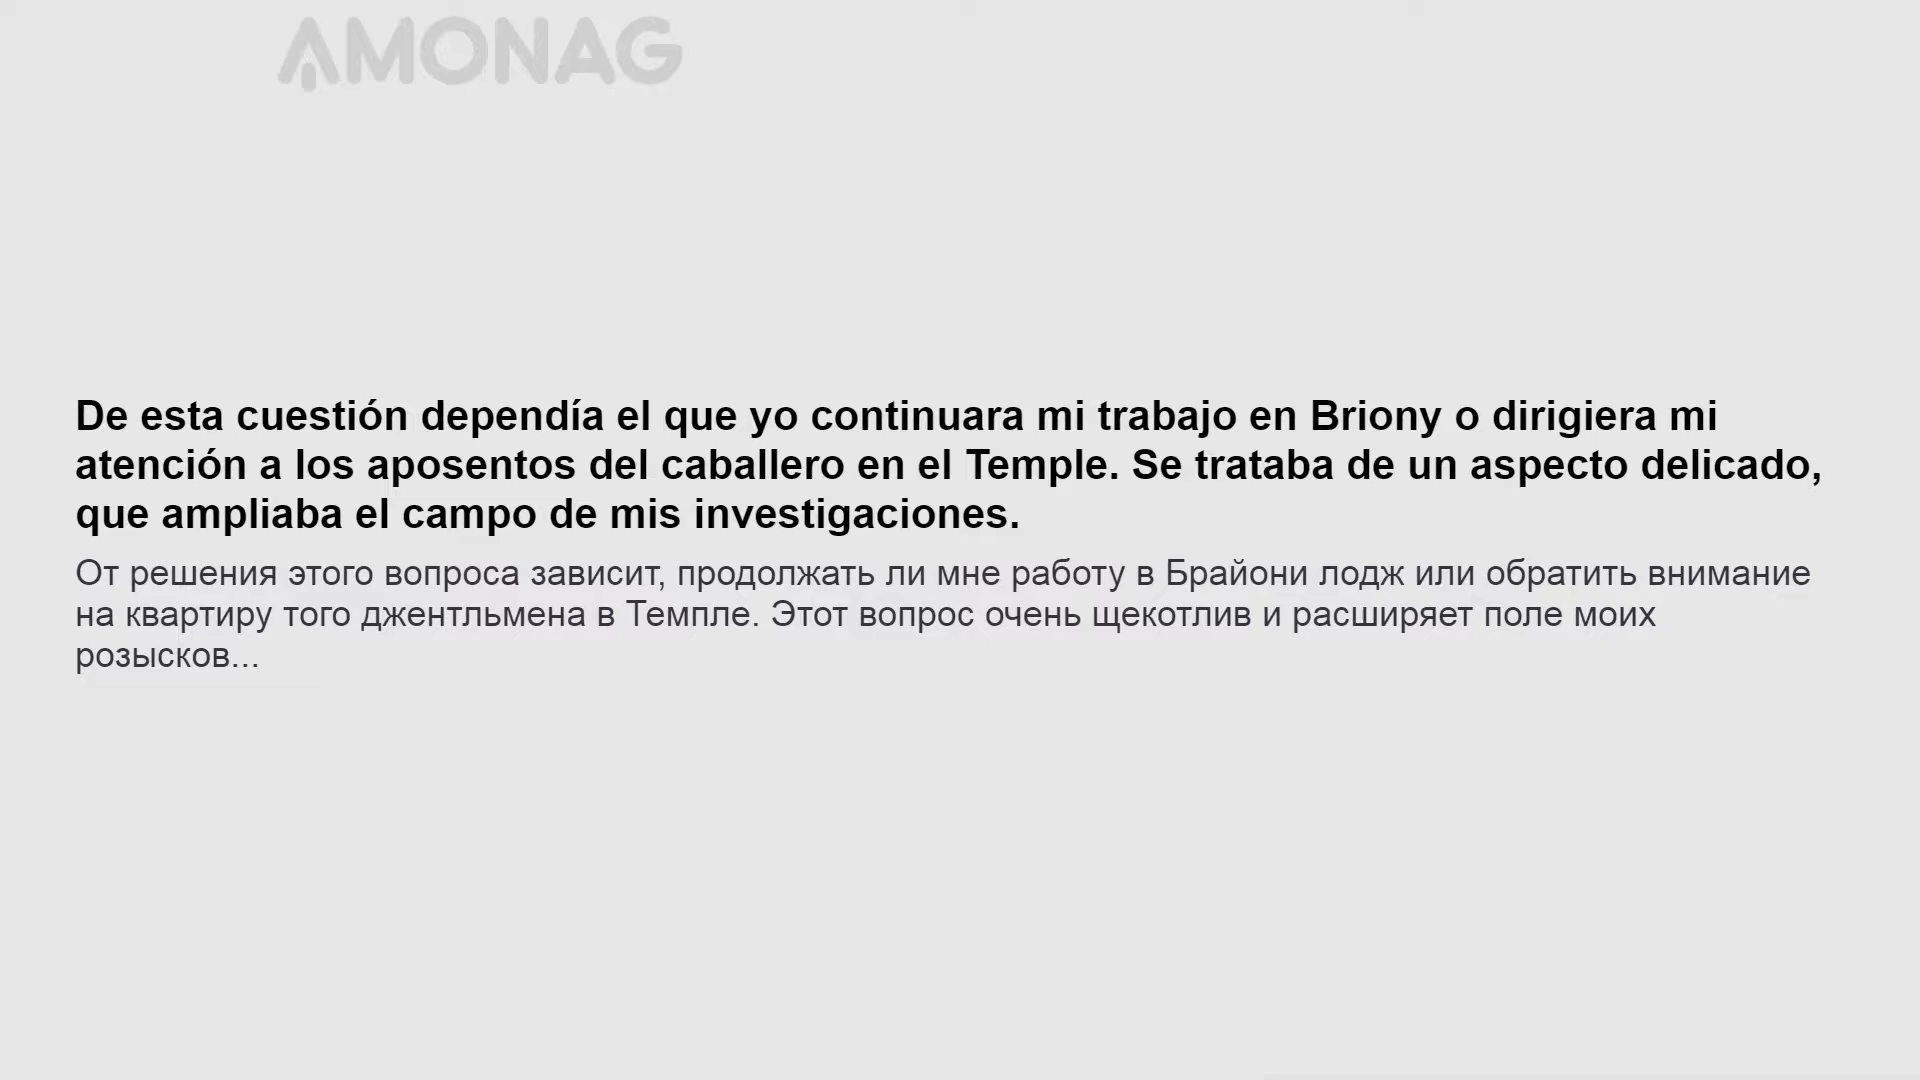 AMONAG
De esta cuestión dependía el que yo continuara mi trabajo en Briony o dirigiera mi
atención a los aposentos del caballero en el Temple. Se trataba de un aspecto delicado,
que ampliaba el campo de mis investigaciones.
От решения этого вопроса зависит, продолжать ли мне работу в Брайони лодж или обратить внимание
на квартиру того джентльмена в Темпле. Этот вопрос очень щекотлив и расширяет поле моих
розысков...